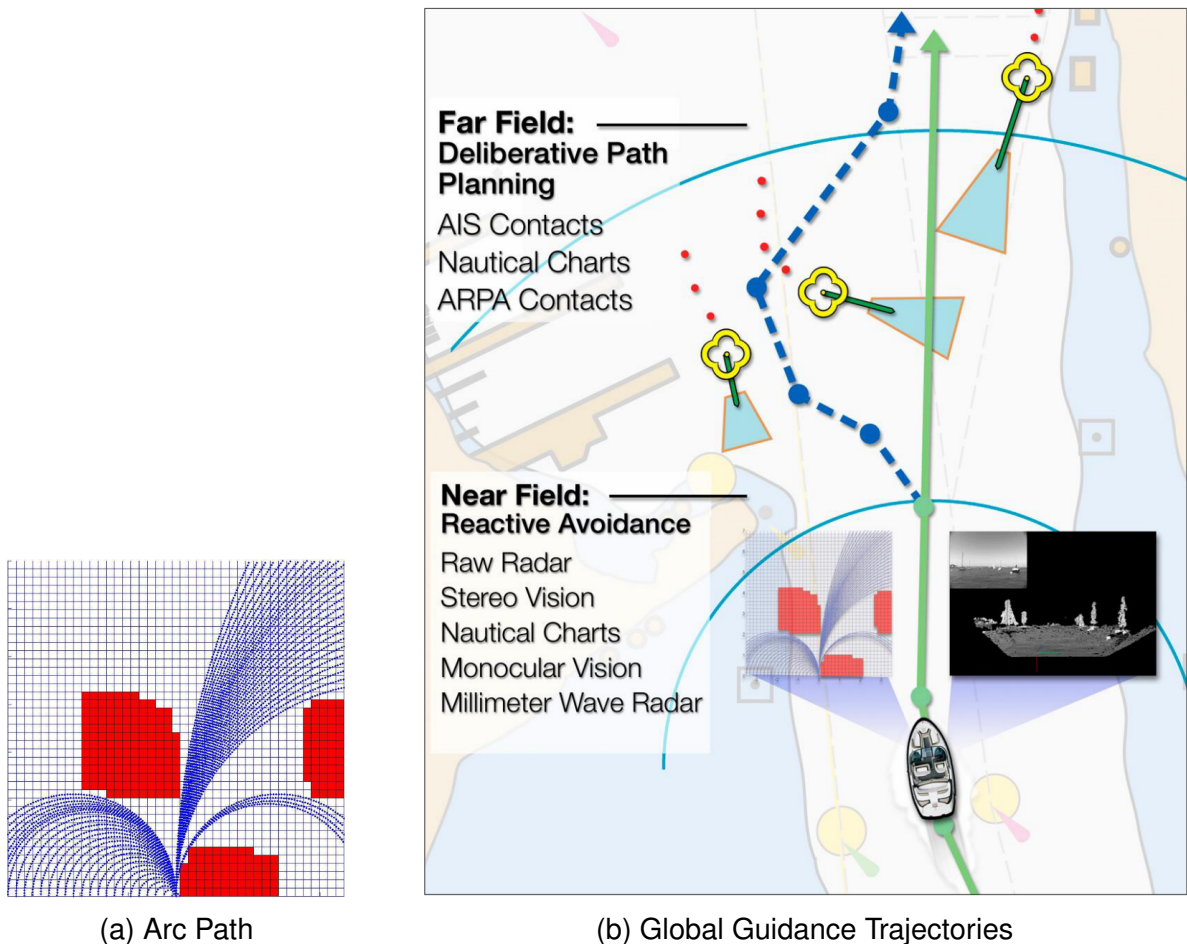 Far Field:
Deliberative Path
Planning
AIS Contacts
Nautical Charts
ARPA Contacts
Near Field:
Reactive Avoidance
Raw Radar
Stereo Vision
Nautical Charts
Monocular Vision
Millimeter Wave Radar
(a) Arc Path
(b) Global Guidance Trajectories